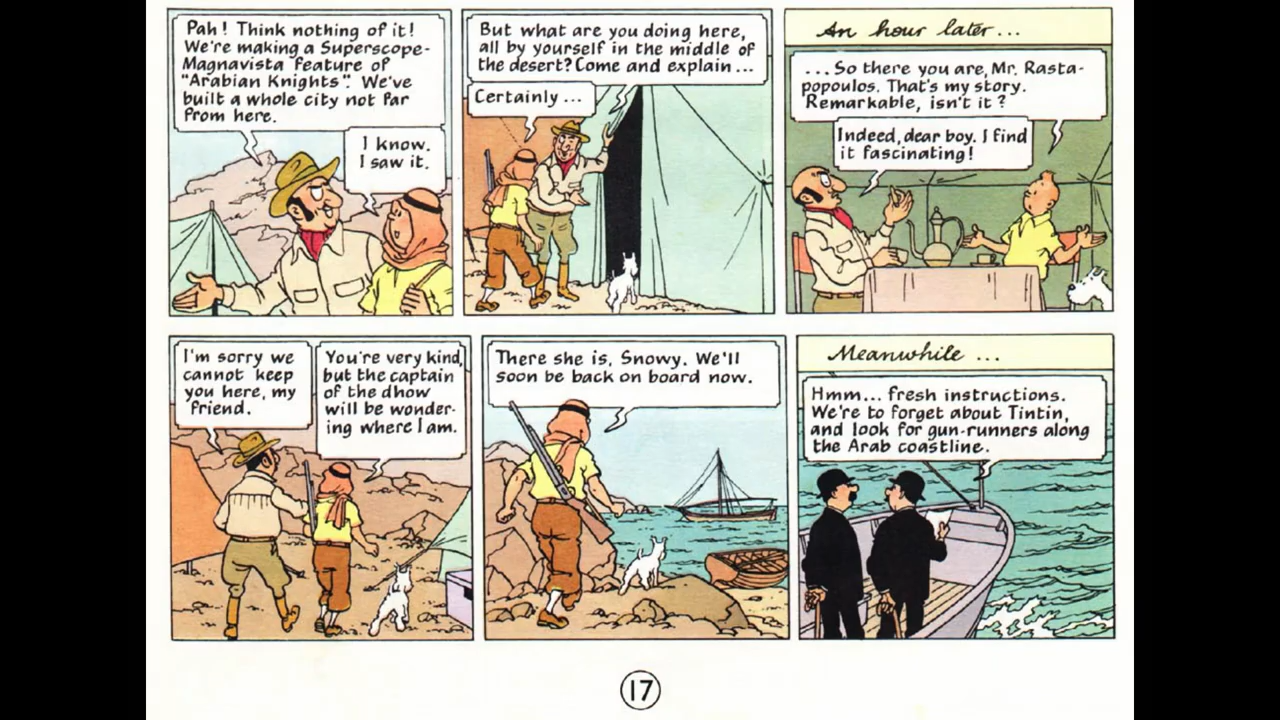 Pah! Think nothing of it!
We're making a Superscope-
Magnavista feature of
"Arabian Knights". We've
built a whole city not far
from here.
I know.
I saw it.
But what are you doing here,
all by yourself in the middle of
the desert? Come and explain ...
Certainly ...
An hour later...
...So there you are, Mr. Rasta-
popoulos. That's my story.
Remarkable, isn't it?
Indeed, dear boy. I find
it fascinating!
I'm sorry we
cannot keep
you here, my
friend.
You're very kind,
but the captain
of the dhow
will be wonder-
ing where I am.
There she is, Snowy. We'll
soon be back on board now.
Meanwhile ...
Hmm... fresh instructions.
We're to forget about Tintin,
and look for gun-runners along
the Arab coastline.
17